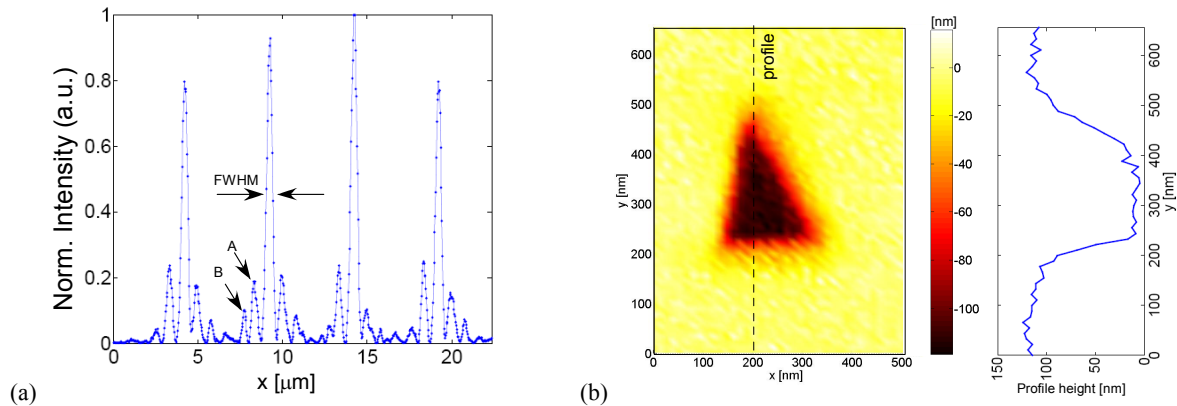 1
0.8
0.6
0.4
0.2
0
0 5 10 15 20
Norm. Intensity (a.u.)
x [μm]
FWHM
A
B
(a)
600
500
400
300
200
100
0
0 100 200 300 400 500
y [nm]
x [nm]
profile
[nm]
0
-20
-40
-60
-80
-100
600
500
400
300
200
100
0
y [nm]
150 100 50 0
Profile height [nm]
(b)